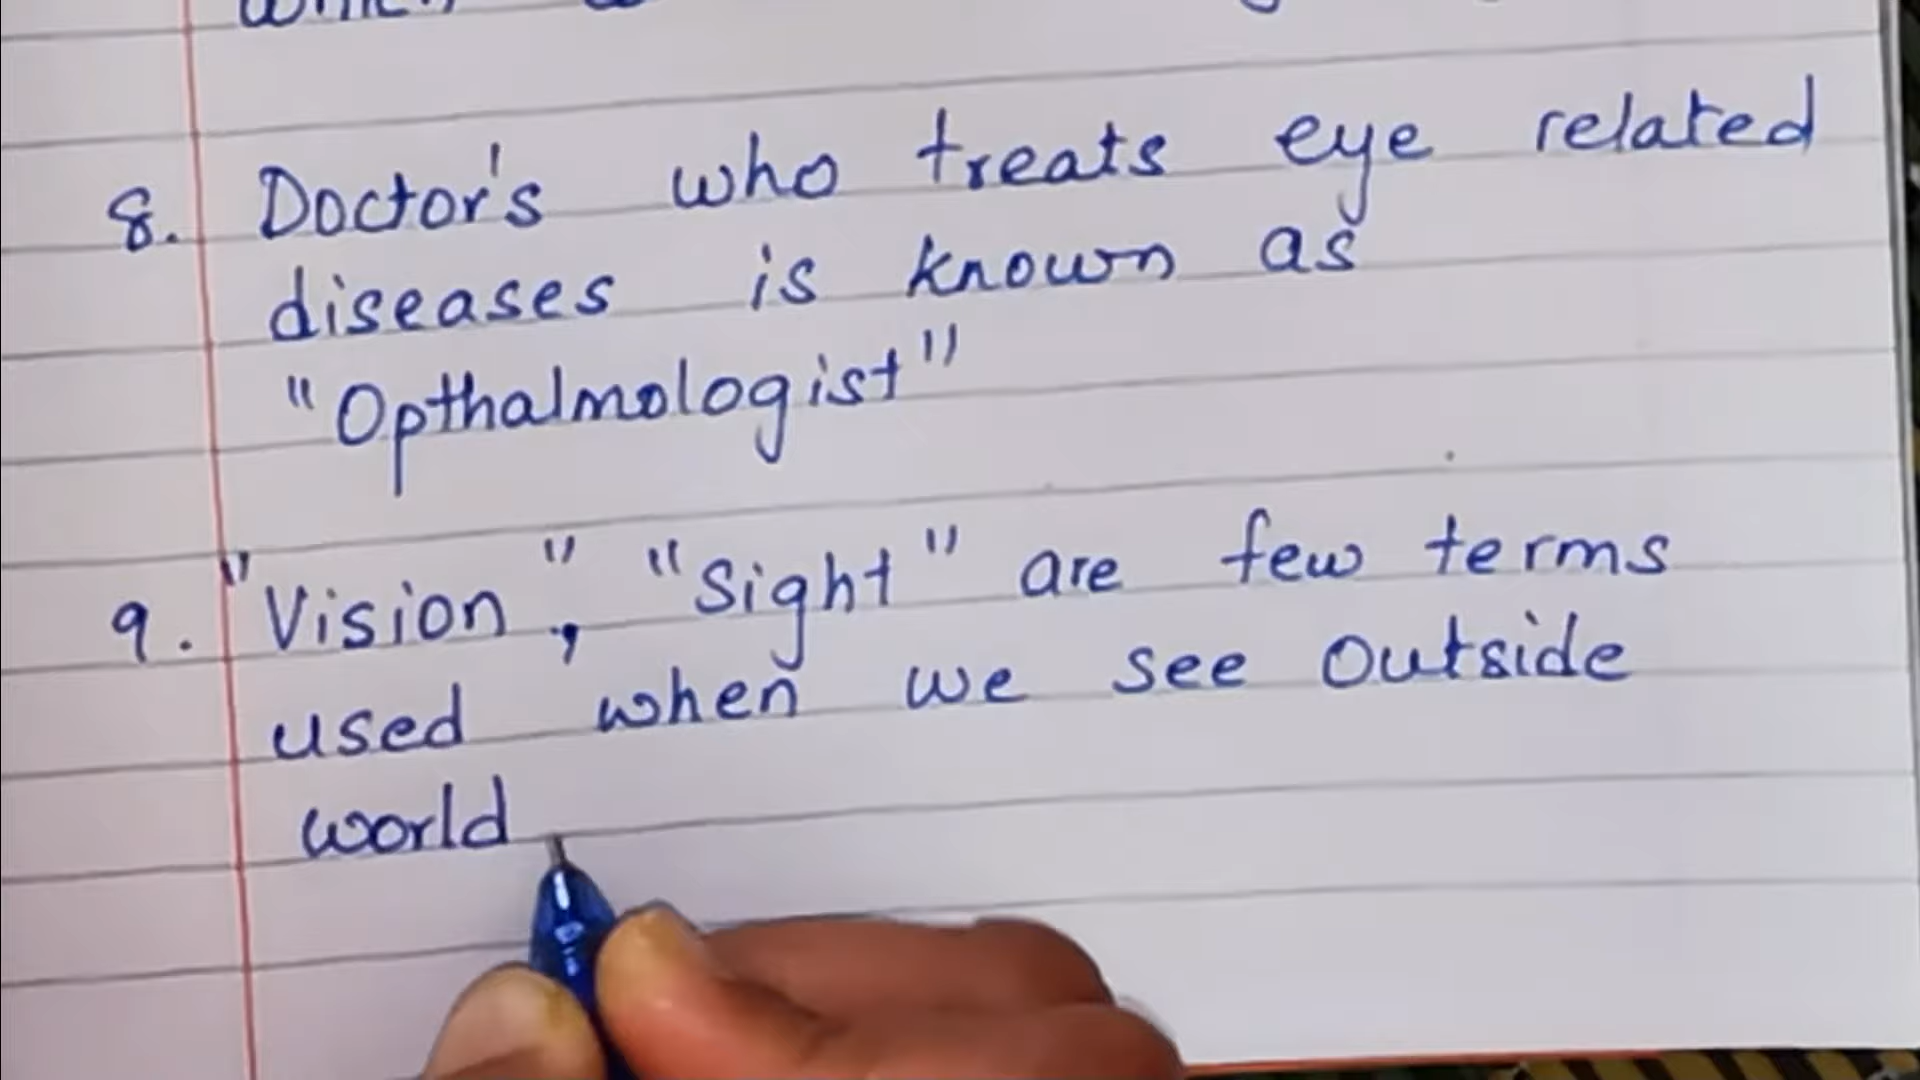 8. Doctor's who treats eye related
diseases is known as
"Opthalmologist"
9. "Vision", "Sight" are few terms
used when we see outside
world